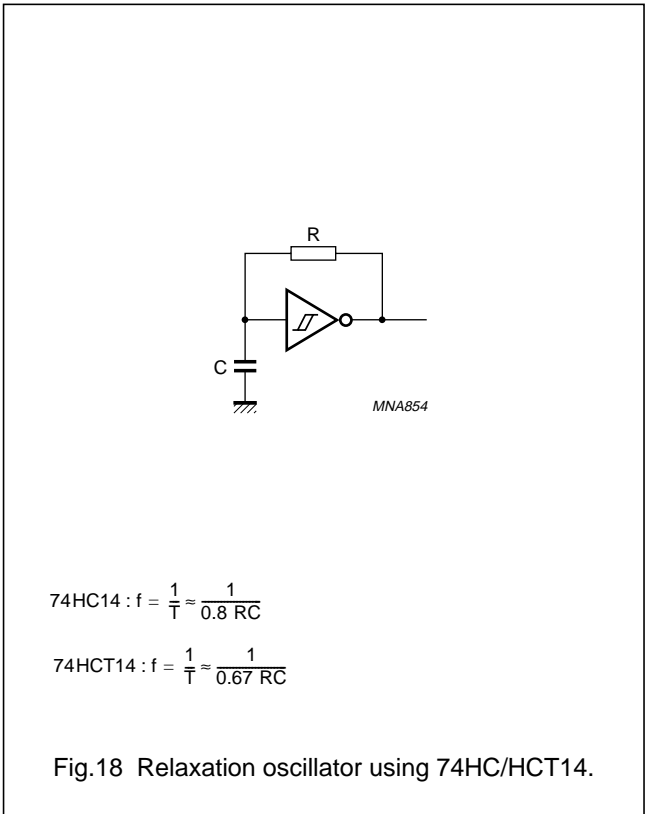 R
C
MNA854
74HC14 : f = 1/T ≈ 1/0.8 RC
74HCT14 : f = 1/T ≈ 1/0.67 RC
Fig.18 Relaxation oscillator using 74HC/HCT14.